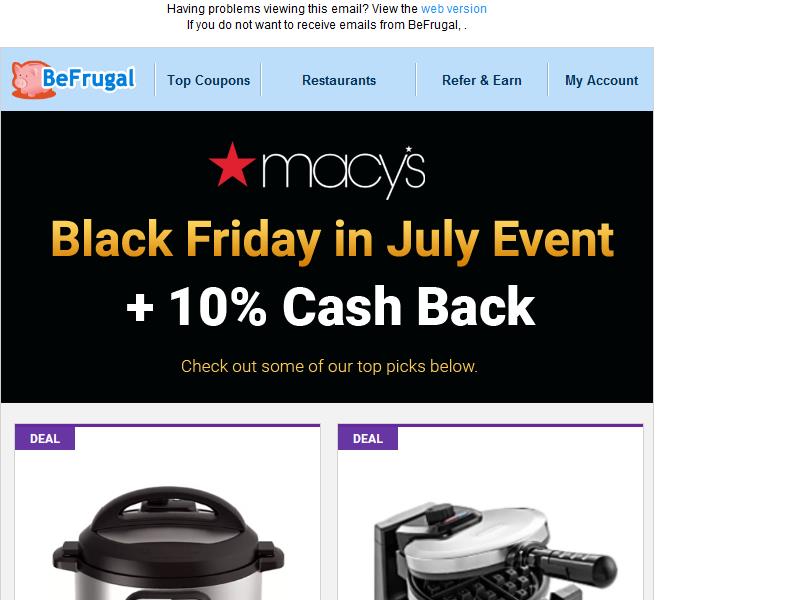 Having problems viewing this email? View the web version
If you do not want to receive emails from BeFrugal, .
BeFrugal
Top Coupons
Restaurants
Refer & Earn
My Account
macy's
Black Friday in July Event
+ 10% Cash Back
Check out some of our top picks below.
DEAL
DEAL